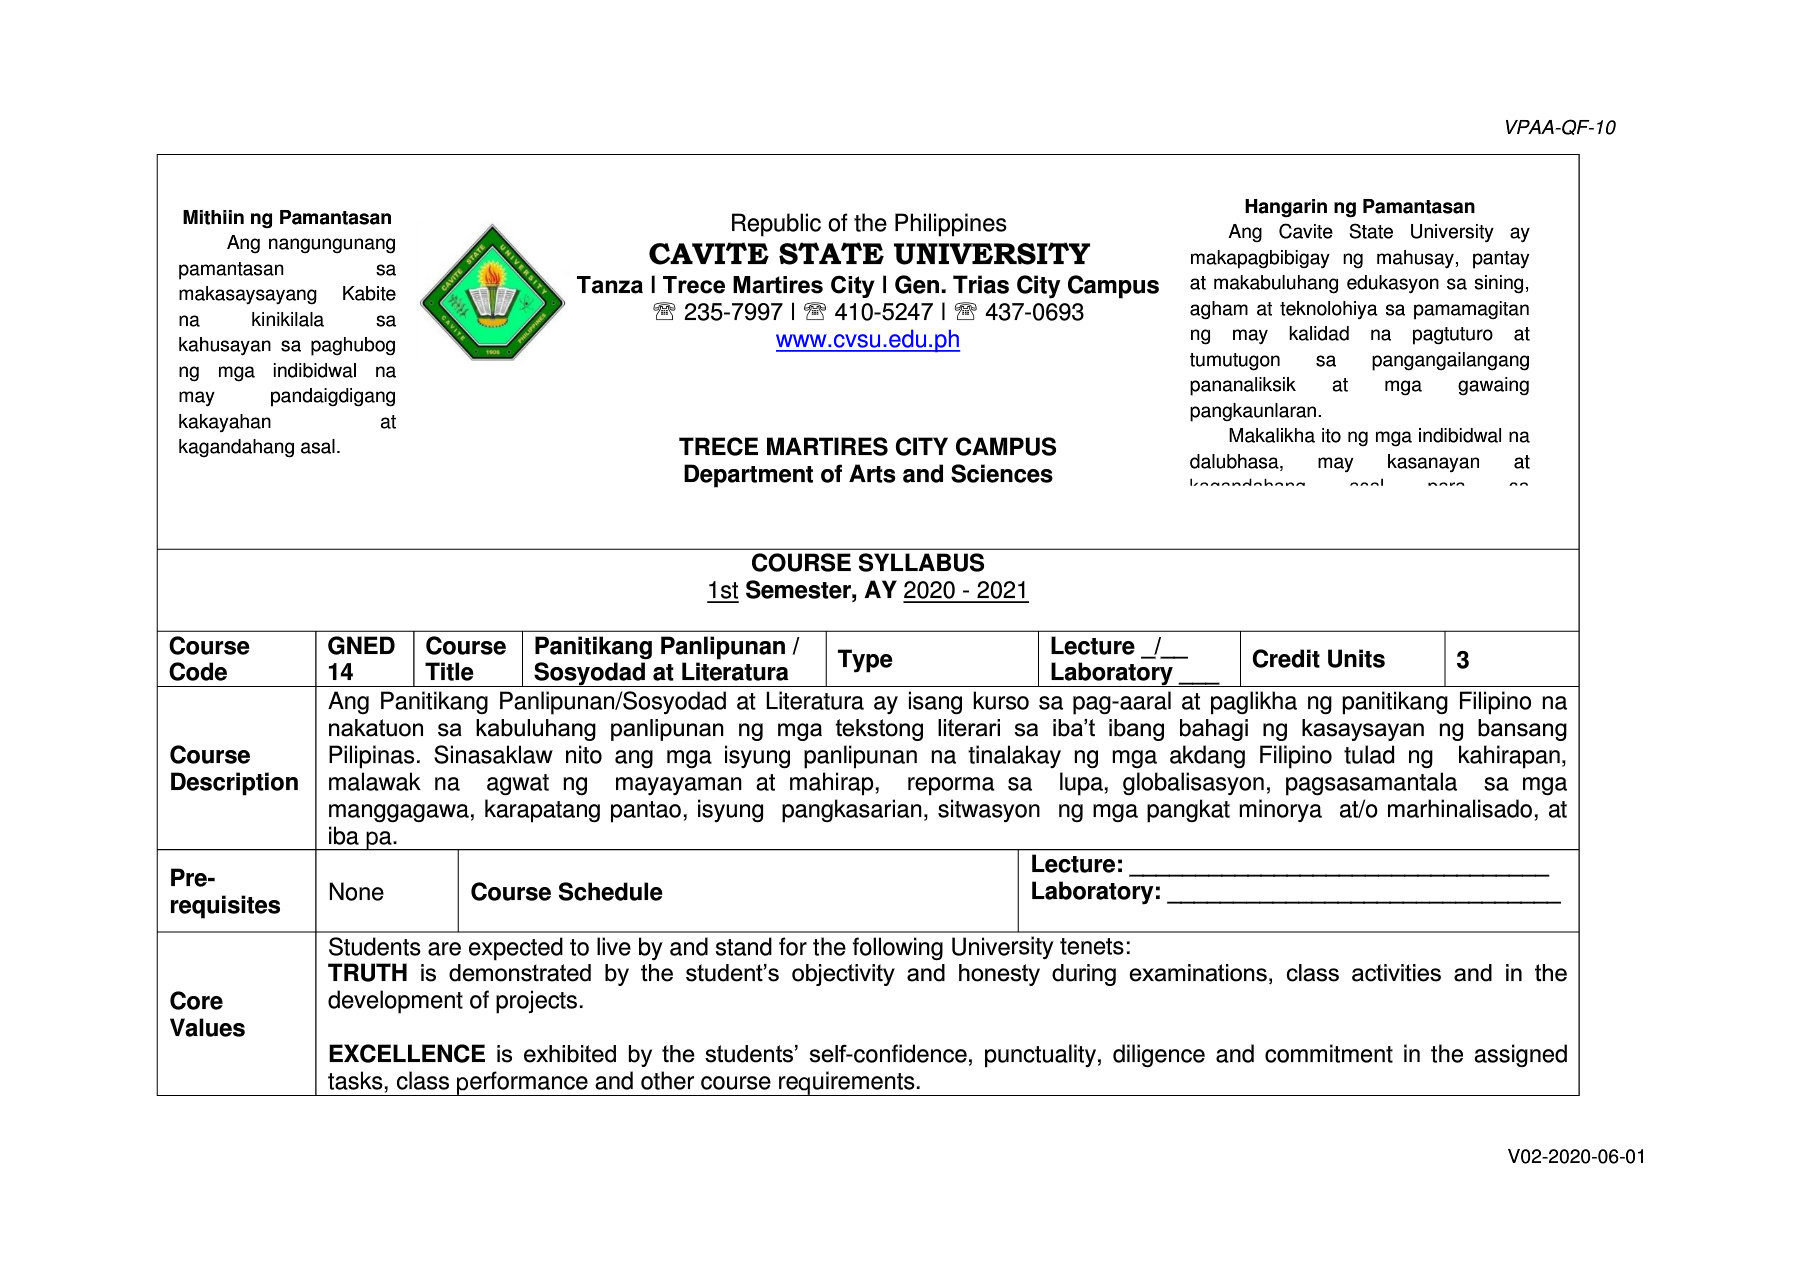 VPAA-QF-10
Mithiin ng Pamantasan
Ang nangungunang
pamantasan sa
makasaysayang Kabite
na kinikilala sa
kahusayan sa paghubog
ng mga indibidwal na
may pandaigdigang
kakayahan at
kagandahang asal.
CAVITE STATE UNIVERSITY
CAVITE PHILIPPINES
1906
Republic of the Philippines
CAVITE STATE UNIVERSITY
Tanza | Trece Martires City | Gen. Trias City Campus
☏ 235-7997 | ☏ 410-5247 | ☏ 437-0693
www.cvsu.edu.ph
TRECE MARTIRES CITY CAMPUS
Department of Arts and Sciences
Hangarin ng Pamantasan
Ang Cavite State University ay
makapagbibigay ng mahusay, pantay
at makabuluhang edukasyon sa sining,
agham at teknolohiya sa pamamagitan
ng may kalidad na pagtuturo at
tumutugon sa pangangailangang
pananaliksik at mga gawaing
pangkaunlaran.
Makalikha ito ng mga indibidwal na
dalubhasa, may kasanayan at
kagandahang asal para sa
COURSE SYLLABUS
1st Semester, AY 2020 - 2021
Course
Code
GNED
14
Course
Title
Panitikang Panlipunan /
Sosyodad at Literatura
Type
Lecture _/__
Laboratory ___
Credit Units
3
Course
Description
Ang Panitikang Panlipunan/Sosyodad at Literatura ay isang kurso sa pag-aaral at paglikha ng panitikang Filipino na
nakatuon sa kabuluhang panlipunan ng mga tekstong literari sa iba’t ibang bahagi ng kasaysayan ng bansang
Pilipinas. Sinasaklaw nito ang mga isyung panlipunan na tinalakay ng mga akdang Filipino tulad ng kahirapan,
malawak na agwat ng mayayaman at mahirap, reporma sa lupa, globalisasyon, pagsasamantala sa mga
manggagawa, karapatang pantao, isyung pangkasarian, sitwasyon ng mga pangkat minorya at/o marhinalisado, at
iba pa.
Pre-
requisites
None
Course Schedule
Lecture: ________________________________
Laboratory: ______________________________
Core
Values
Students are expected to live by and stand for the following University tenets:
TRUTH is demonstrated by the student’s objectivity and honesty during examinations, class activities and in the
development of projects.
EXCELLENCE is exhibited by the students’ self-confidence, punctuality, diligence and commitment in the assigned
tasks, class performance and other course requirements.
V02-2020-06-01